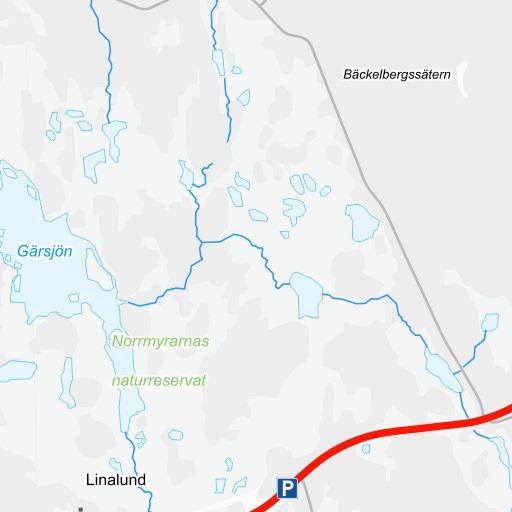 Bäckelbergssätern
Gärsjön
Norrmyrarnas
naturreservat
Linalund
P